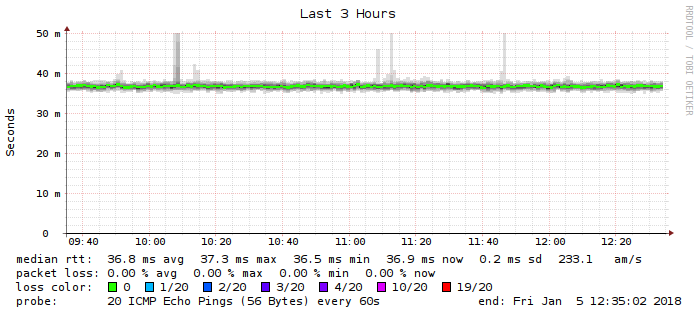 Last 3 Hours
RRDTOOL / TOBI OETIKER
Seconds
50 m
40 m
30 m
20 m
10 m
0
09:40 10:00 10:20 10:40 11:00 11:20 11:40 12:00 12:20
median rtt: 36.8 ms avg 37.3 ms max 36.5 ms min 36.9 ms now 0.2 ms sd 233.1 am/s
packet loss: 0.00 % avg 0.00 % max 0.00 % min 0.00 % now
loss color: 0 1/20 2/20 3/20 4/20 10/20 19/20
probe: 20 ICMP Echo Pings (56 Bytes) every 60s end: Fri Jan 5 12:35:02 2018